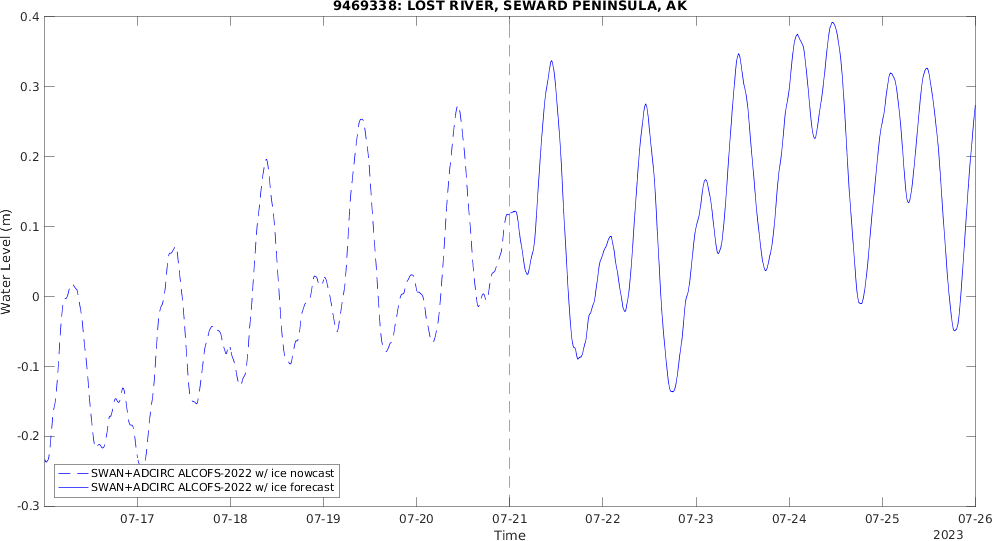 9469338: LOST RIVER, SEWARD PENINSULA, AK
0.4
0.3
0.2
0.1
0
-0.1
-0.2
-0.3
Water Level (m)
SWAN+ADCIRC ALCOFS-2022 w/ ice nowcast
SWAN+ADCIRC ALCOFS-2022 w/ ice forecast
07-17 07-18 07-19 07-20 07-21 07-22 07-23 07-24 07-25 07-26
Time
2023